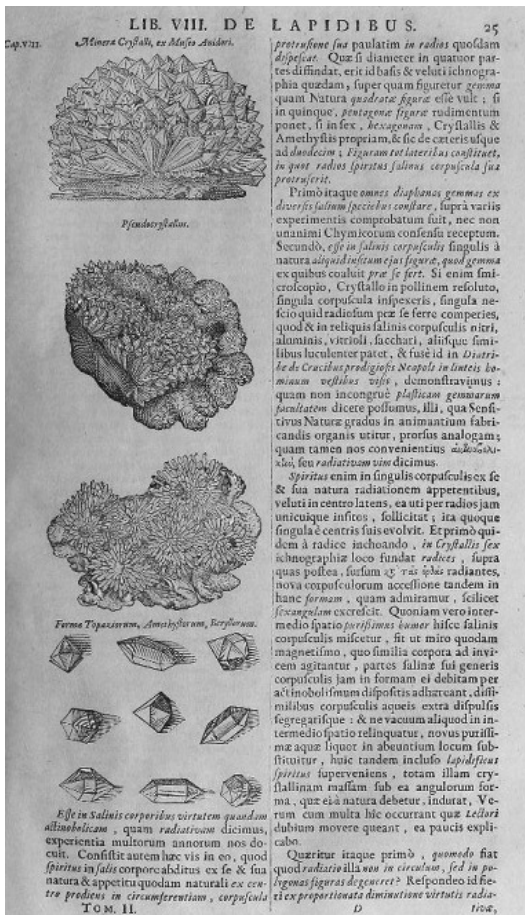 LIB. VIII. DE LAPIDIBUS. 25
Cap. VIII.
Minera Crystalli, ex Museo Auidori.
Pseudocrystallus.
Formæ Topaziorum, Amethystorum, Beryllorum.
Esse in Salinis corporibus virtutem quandam
actinobolicam, quam radiativam dicimus,
experientia multorum annorum nos do-
cuit. Consistit autem hæc vis in eo, quod
spiritus in salis corpore abditus ex se & sua
natura & appetitu quodam naturali ex cen-
tro prodiens in circumferentiam, corpuscula
TOM. II.
protrusione sua paulatim in radios quosdam
dispescat. Quæ si diameter in quatuor par-
tes diffindat, erit id basis & veluti ichnogra-
phia quædam, super quam figuretur gemma
quam Natura quadratæ figuræ esse vult; si
in quinque, pentagonæ figuræ rudimentum
ponet, si in sex, hexagonam, Crystallis &
Amethystis propriam, & sic de cæteris usque
ad duodecim; Figuram tot lateribus constituet,
in quot radios spiritus salinus corpuscula sua
protruserit.
Primò itaque omnes diaphanas gemmas ex
diversis salium speciebus constare, suprà variis
experimentis comprobatum fuit, nec non
unanimi Chymicorum consensu receptum.
Secundò, esse in salinis corpusculis singulis à
natura aliquid insitum ejus figuræ, quod gemma
ex quibus coaluit præ se fert. Si enim smi-
croscopio, Crystallo in pollinem resoluto,
singula corpuscula inspexeris, singula ne-
scio quid radiosum præ se ferre comperies,
quod & in reliquis salinis corpusculis nitri,
aluminis, vitrioli, sacchari, aliisque simi-
libus luculenter patet, & fusè id in Diatri-
be de Crucibus prodigiosis Neapoli in linteis ho-
minum vestibus visis, demonstravimus:
quam non incongruè plasticam gemmarum
facultatem dicere possumus, illi, qua Sensi-
tivus Naturæ gradus in animantium fabri-
candis organis utitur, prorsus analogam;
quam tamen nos convenientius
seu radiativam vim dicimus.
Spiritus enim in singulis corpusculis ex se
& sua natura radiationem appetentibus,
veluti in centro latens, ea uti per radios jam
unicuique insitos, sollicitat; ita quoque
singula è centris suis evolvit. Et primò qui-
dem à radice inchoando, in Crystallis sex
ichnographiæ loco fundat radices, supra
quas postea, sursum radiantes,
nova corpusculorum accessione tandem in
hanc formam, quam admiramur, scilicet
sexangulam excrescit. Quoniam vero inter-
medio spatio purissimus humor hisce salinis
corpusculis miscetur, fit ut miro quodam
magnetismo, quo similia corpora ad invi-
cem agitantur, partes salinæ sui generis
corpusculis jam in formam ei debitam per
actinobolismum dispositis adhæreant, dissi-
milibus corpusculis aqueis extra dispulsis
segregatisque: & ne vacuum aliquod in in-
termedio spatio relinquatur, novus purissi-
mæ aquæ liquor in abeuntium locum sub-
stituitur, huic tandem incluso lapidificus
spiritus superveniens, totam illam cry-
stallinam massam sub ea angulorum for-
ma, quæ ei à natura debetur, indurat. Ve-
rum cum multa hîc occurrant quæ Lectori
dubium movere queant, ea paucis expli-
cabo.
Quæritur itaque primò, quomodo fiat
quod radiatio illa non in circulum, sed in po-
lygonas figuras degeneret? Respondeo id fie-
ri ex proportionata diminutione virtutis radia-
D tivæ,